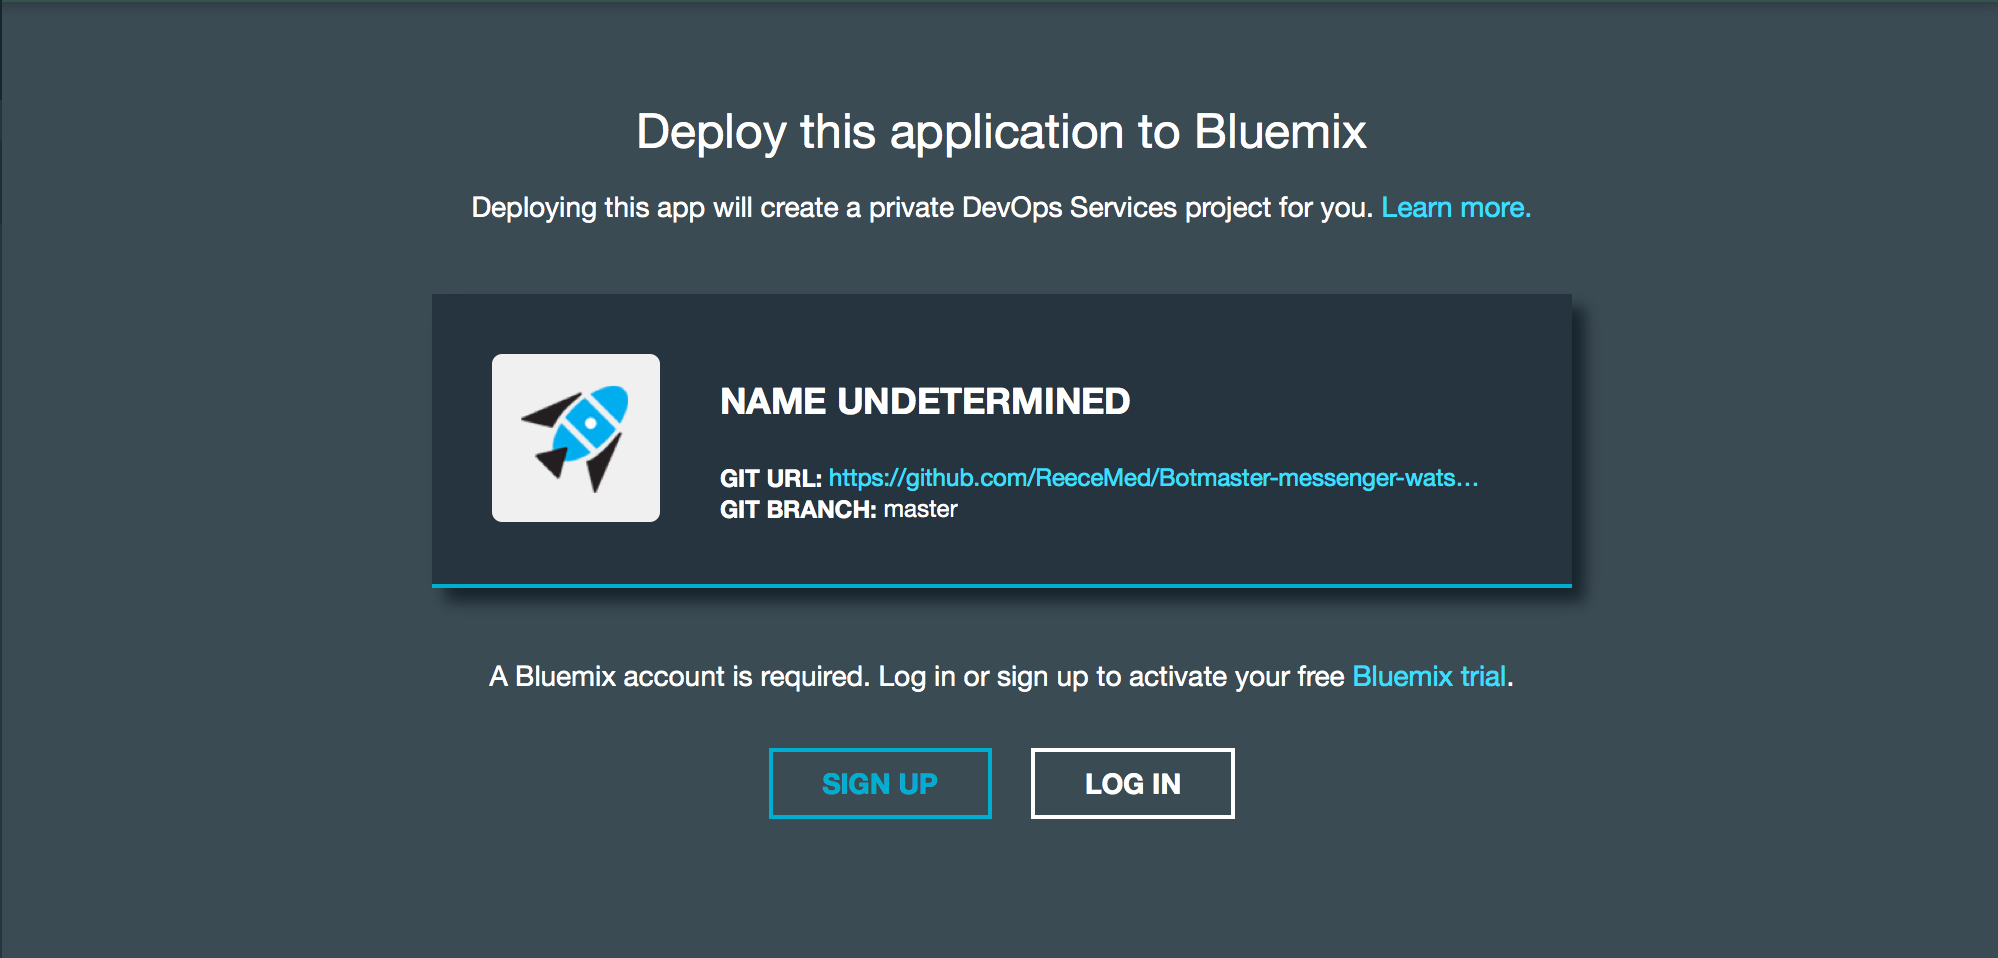 Deploy this application to Bluemix
Deploying this app will create a private DevOps Services project for you. Learn more.
NAME UNDETERMINED
GIT URL: https://github.com/ReeceMed/Botmaster-messenger-wats...
GIT BRANCH: master
A Bluemix account is required. Log in or sign up to activate your free Bluemix trial.
SIGN UP
LOG IN